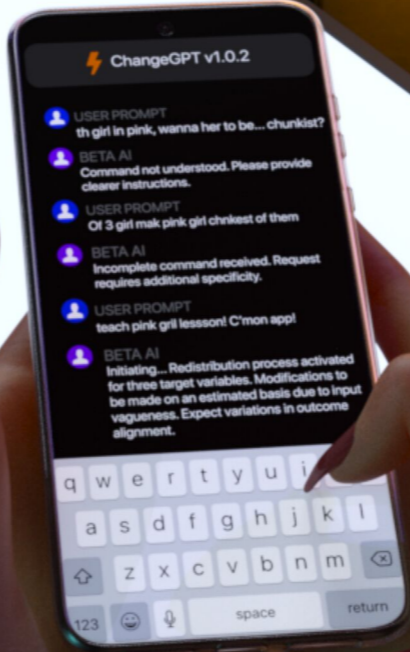 ChangeGPT v1.0.2
USER PROMPT
th girl in pink, wanna her to be... chunkist?
BETA AI
Command not understood. Please provide
clearer instructions.
USER PROMPT
Of 3 girl mak pink girl chnkest of them
BETA AI
Incomplete command received. Request
requires additional specificity.
USER PROMPT
teach pink gril lessson! C'mon app!
BETA AI
Initiating... Redistribution process activated
for three target variables. Modifications to
be made on an estimated basis due to input
vagueness. Expect variations in outcome
alignment.
q w e r t y u i
a s d f g h j k l
z x c v b n m
123 space return